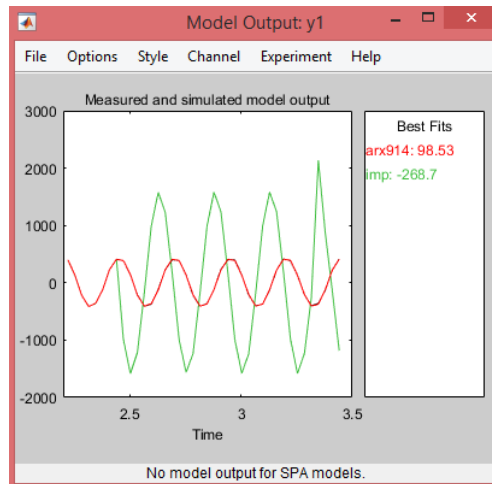 Model Output: y1
File Options Style Channel Experiment Help
Measured and simulated model output
3000
2000
1000
0
-1000
-2000
2.5 3 3.5
Time
Best Fits
arx914: 98.53
imp: -268.7
No model output for SPA models.